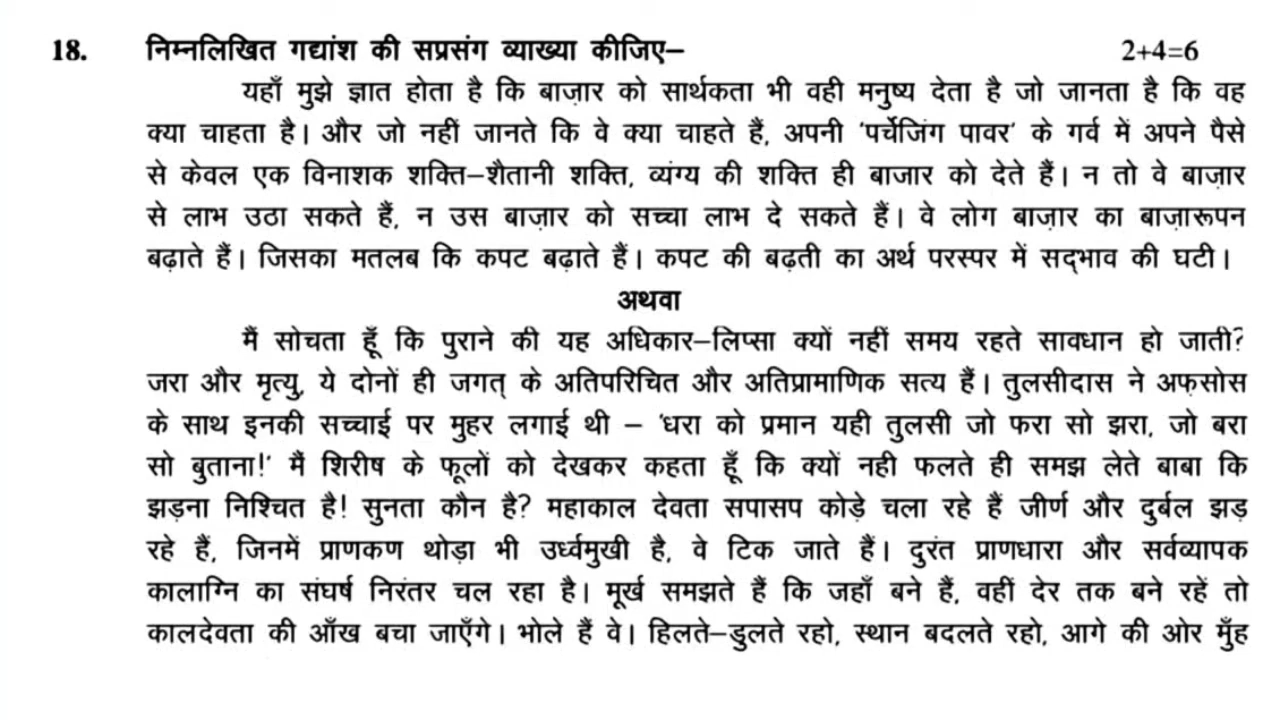 18. निम्नलिखित गद्यांश की सप्रसंग व्याख्या कीजिए– 2+4=6
यहाँ मुझे ज्ञात होता है कि बाज़ार को सार्थकता भी वही मनुष्य देता है जो जानता है कि वह
क्या चाहता है। और जो नहीं जानते कि वे क्या चाहते हैं, अपनी 'पर्चेजिंग पावर' के गर्व में अपने पैसे
से केवल एक विनाशक शक्ति–शैतानी शक्ति, व्यंग्य की शक्ति ही बाजार को देते हैं। न तो वे बाज़ार
से लाभ उठा सकते हैं, न उस बाज़ार को सच्चा लाभ दे सकते हैं। वे लोग बाज़ार का बाज़ारूपन
बढ़ाते हैं। जिसका मतलब कि कपट बढ़ाते हैं। कपट की बढ़ती का अर्थ परस्पर में सद्भाव की घटी।
अथवा
मैं सोचता हूँ कि पुराने की यह अधिकार–लिप्सा क्यों नहीं समय रहते सावधान हो जाती?
जरा और मृत्यु, ये दोनों ही जगत् के अतिपरिचित और अतिप्रामाणिक सत्य हैं। तुलसीदास ने अफ़सोस
के साथ इनकी सच्चाई पर मुहर लगाई थी – 'धरा को प्रमान यही तुलसी जो फरा सो झरा, जो बरा
सो बुताना!' मैं शिरीष के फूलों को देखकर कहता हूँ कि क्यों नही फलते ही समझ लेते बाबा कि
झड़ना निश्चित है! सुनता कौन है? महाकाल देवता सपासप कोड़े चला रहे हैं जीर्ण और दुर्बल झड़
रहे हैं, जिनमें प्राणकण थोड़ा भी उर्ध्वमुखी है, वे टिक जाते हैं। दुरंत प्राणधारा और सर्वव्यापक
कालाग्नि का संघर्ष निरंतर चल रहा है। मूर्ख समझते हैं कि जहाँ बने हैं, वहीं देर तक बने रहें तो
कालदेवता की आँख बचा जाएँगे। भोले हैं वे। हिलते–डुलते रहो, स्थान बदलते रहो, आगे की ओर मुँह